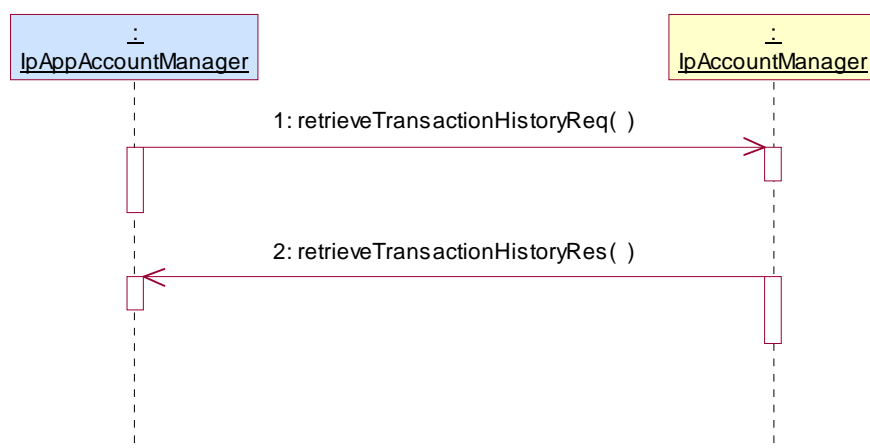 :
IpAppAccountManager
:
IpAccountManager
1: retrieveTransactionHistoryReq( )
2: retrieveTransactionHistoryRes( )